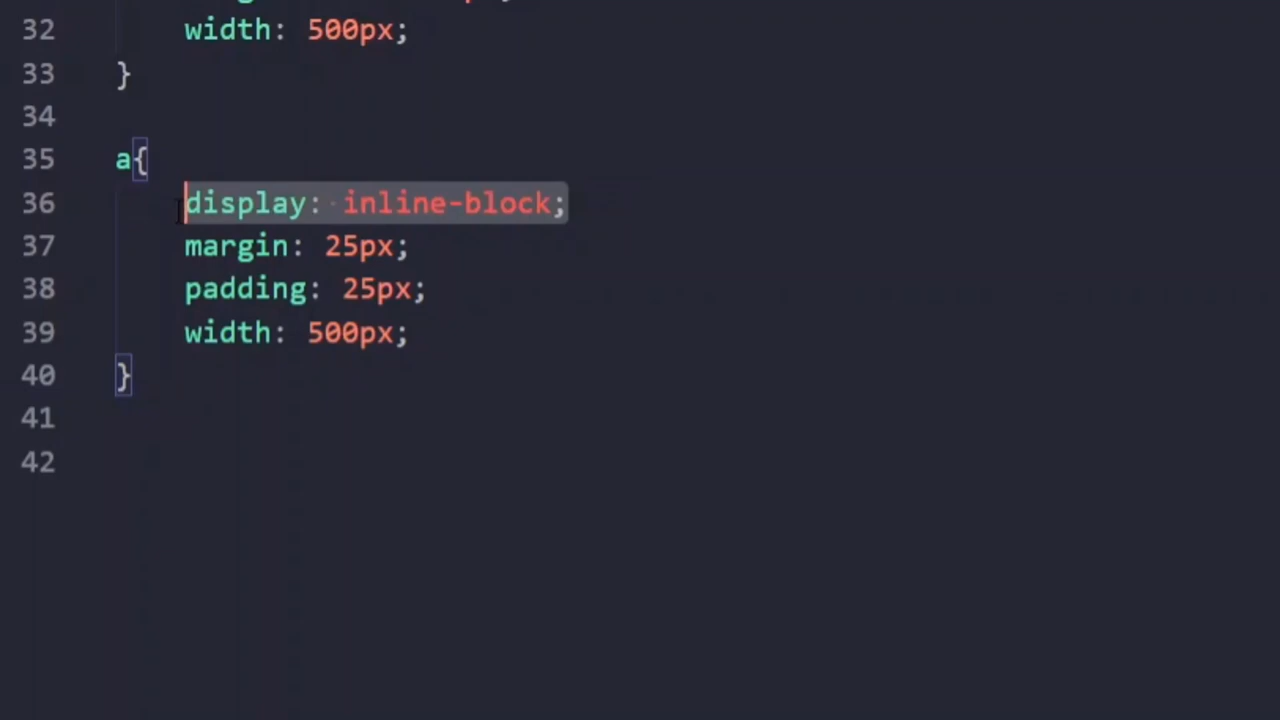 32 width: 500px;
33 }
34
35 a{
36 display: inline-block;
37 margin: 25px;
38 padding: 25px;
39 width: 500px;
40 }
41
42